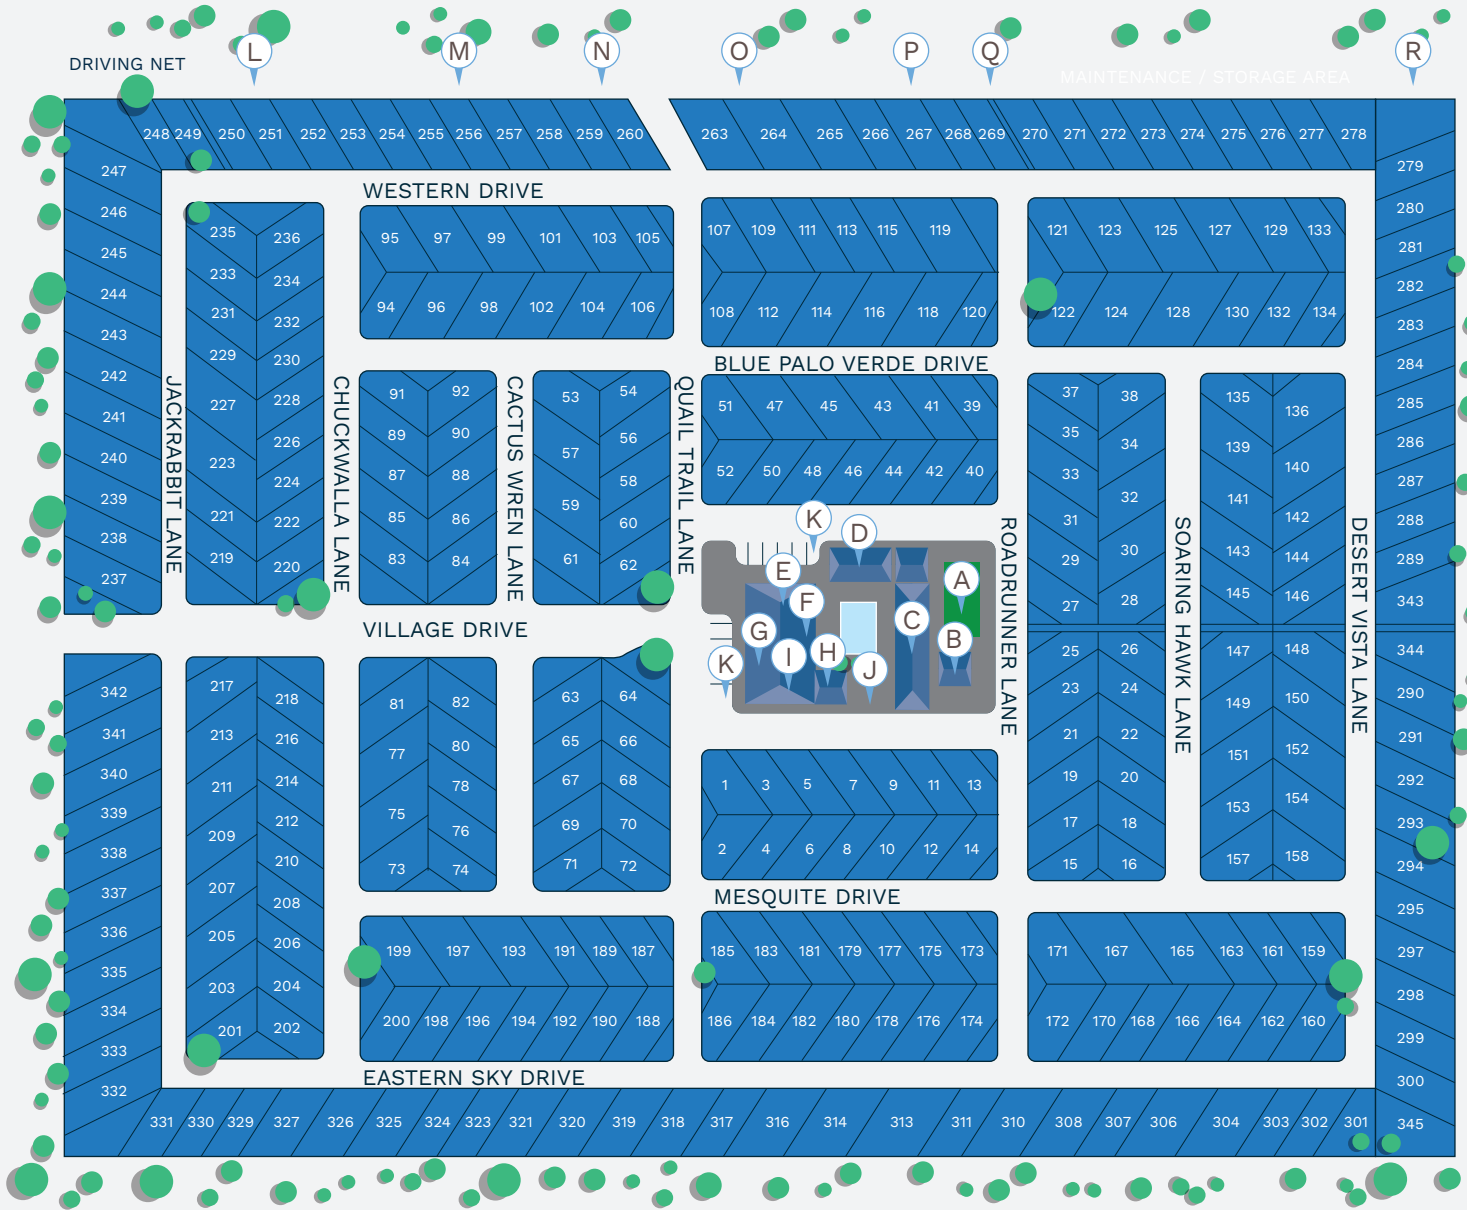 L M N O P Q R
DRIVING NET
MAINTENANCE / STORAGE AREA
248 249 250 251 252 253 254 255 256 257 258 259 260
263 264 265 266 267 268 269 270 271 272 273 274 275 276 277 278
247
246
245
244
243
242
241
240
239
238
237
WESTERN DRIVE
235 236
233 234
231 232
229 230
227 228
226
223 224
221 222
219 220
95 97 99 101 103 105
94 96 98 102 104 106
107 109 111 113 115 119
108 112 114 116 118 120
121 123 125 127 129 133
122 124 128 130 132 134
279
280
281
282
283
284
285
286
287
288
289
343
BLUE PALO VERDE DRIVE
JACKRABBIT LANE
CHUCKWALLA LANE
CACTUS WREN LANE
QUAIL TRAIL LANE
91 92
89 90
87 88
85 86
83 84
53 54
56
57 58
59 60
61 62
51 47 45 43 41 39
52 50 48 46 44 42 40
37 38
35 34
33 32
31 30
29 28
27
135 136
139 140
141 142
143 144
145 146
ROADRUNNER LANE
SOARING HAWK LANE
DESERT VISTA LANE
K D
E A
F C
G B
I H
K J
VILLAGE DRIVE
342
341
340
339
338
337
336
335
334
333
332
217 218
213 216
211 214
209 212
210
207 208
205 206
203 204
201 202
81 82
77 80
78
75 76
73 74
63 64
65 66
67 68
69 70
71 72
1 3 5 7 9 11 13
2 4 6 8 10 12 14
25 26
23 24
21 22
19 20
17 18
15 16
147 148
149 150
151 152
153 154
157 158
344
290
291
292
293
294
295
297
298
299
300
345
MESQUITE DRIVE
199 197 193 191 189 187
200 198 196 194 192 190 188
185 183 181 179 177 175 173
186 184 182 180 178 176 174
171 167 165 163 161 159
172 170 168 166 164 162 160
EASTERN SKY DRIVE
331 330 329 327 326 325 324 323 321 320 319 318 317 316 313 311 310 308 307 306 304 303 302 301